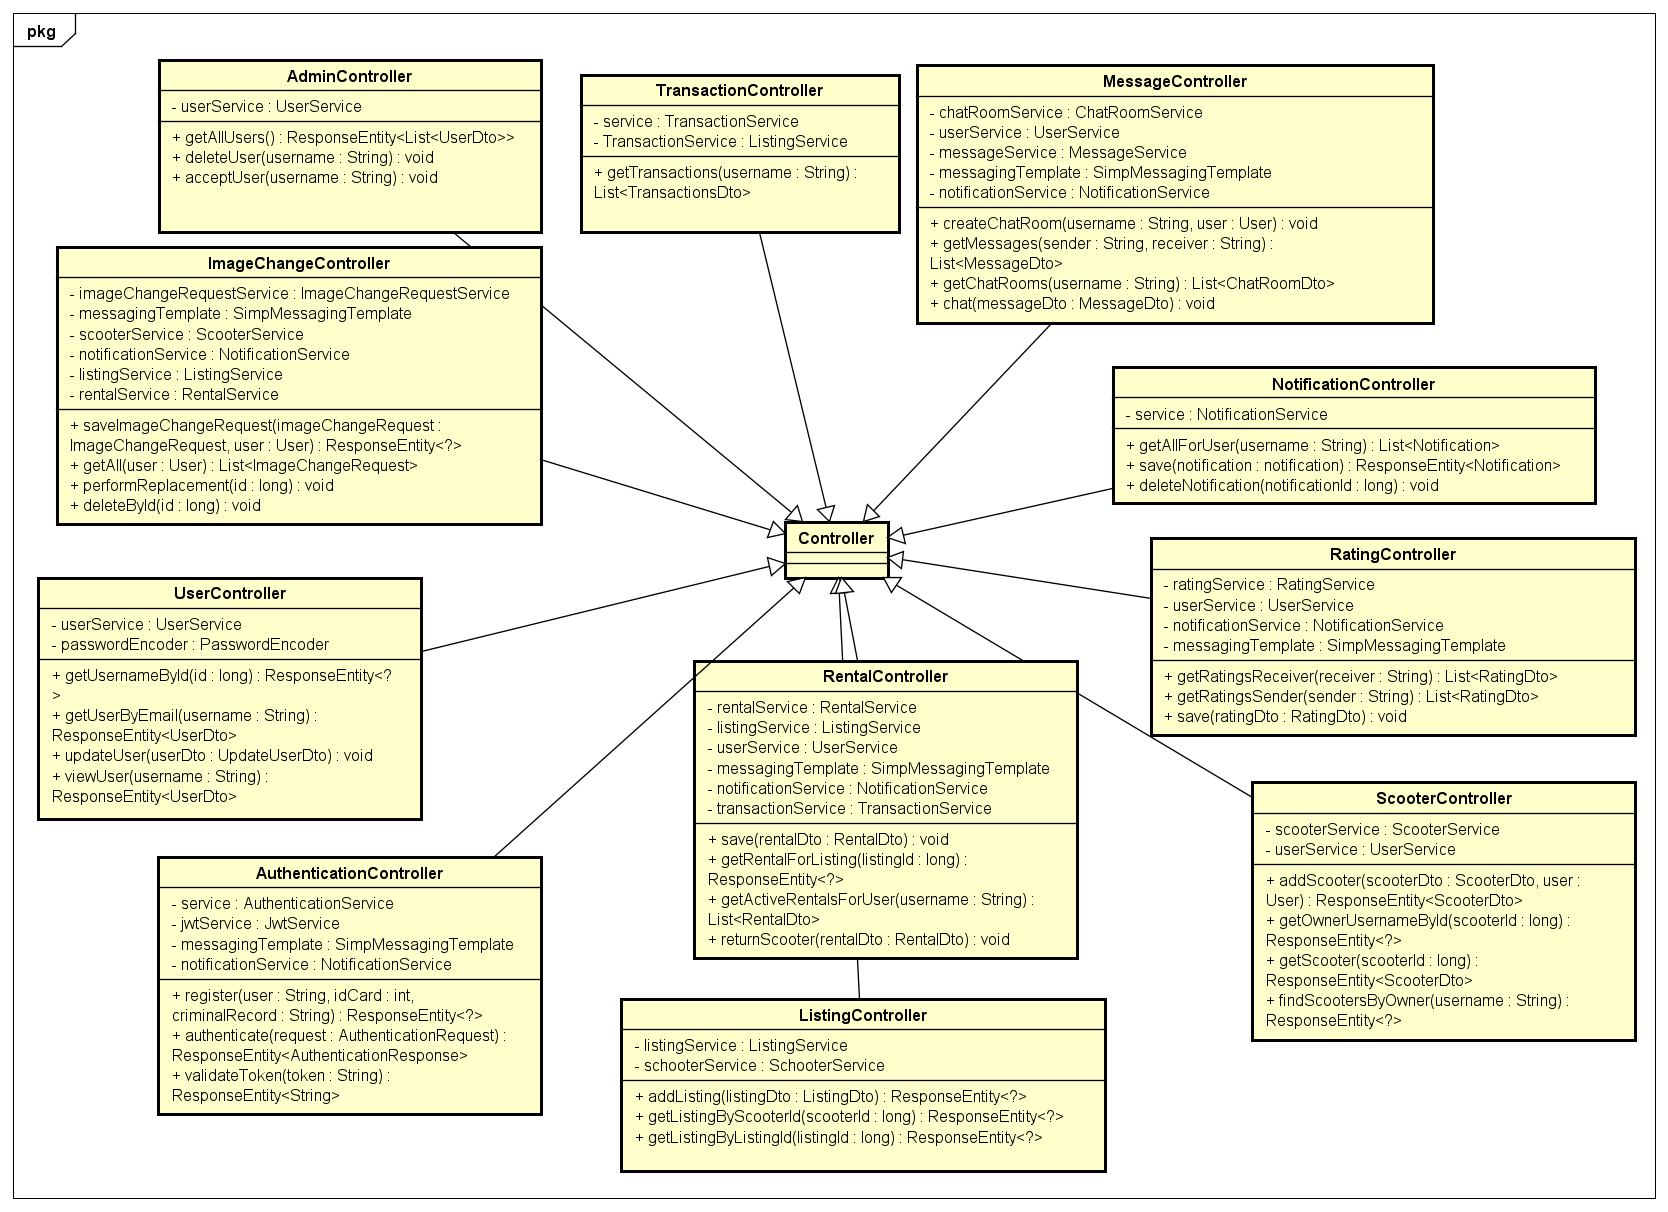 pkg
AdminController
- userService : UserService
+ getAllUsers() : ResponseEntity<List<UserDto>>
+ deleteUser(username : String) : void
+ acceptUser(username : String) : void
TransactionController
- service : TransactionService
- TransactionService : ListingService
+ getTransactions(username : String) :
List<TransactionsDto>
MessageController
- chatRoomService : ChatRoomService
- userService : UserService
- messageService : MessageService
- messagingTemplate : SimpMessagingTemplate
- notificationService : NotificationService
+ createChatRoom(username : String, user : User) : void
+ getMessages(sender : String, receiver : String) :
List<MessageDto>
+ getChatRooms(username : String) : List<ChatRoomDto>
+ chat(messageDto : MessageDto) : void
ImageChangeController
- imageChangeRequestService : ImageChangeRequestService
- messagingTemplate : SimpMessagingTemplate
- scooterService : ScooterService
- notificationService : NotificationService
- listingService : ListingService
- rentalService : RentalService
+ saveImageChangeRequest(imageChangeRequest :
ImageChangeRequest, user : User) : ResponseEntity<?>
+ getAll(user : User) : List<ImageChangeRequest>
+ performReplacement(id : long) : void
+ deleteById(id : long) : void
NotificationController
- service : NotificationService
+ getAllForUser(username : String) : List<Notification>
+ save(notification : notification) : ResponseEntity<Notification>
+ deleteNotification(notificationId : long) : void
Controller
RatingController
- ratingService : RatingService
- userService : UserService
- notificationService : NotificationService
- messagingTemplate : SimpMessagingTemplate
+ getRatingsReceiver(receiver : String) : List<RatingDto>
+ getRatingsSender(sender : String) : List<RatingDto>
+ save(ratingDto : RatingDto) : void
UserController
- userService : UserService
- passwordEncoder : PasswordEncoder
+ getUsernameById(id : long) : ResponseEntity<?
>
+ getUserByEmail(username : String) :
ResponseEntity<UserDto>
+ updateUser(userDto : UpdateUserDto) : void
+ viewUser(username : String) :
ResponseEntity<UserDto>
RentalController
- rentalService : RentalService
- listingService : ListingService
- userService : UserService
- messagingTemplate : SimpMessagingTemplate
- notificationService : NotificationService
- transactionService : TransactionService
+ save(rentalDto : RentalDto) : void
+ getRentalForListing(listingId : long) :
ResponseEntity<?>
+ getActiveRentalsForUser(username : String) :
List<RentalDto>
+ returnScooter(rentalDto : RentalDto) : void
ScooterController
- scooterService : ScooterService
- userService : UserService
+ addScooter(scooterDto : ScooterDto, user :
User) : ResponseEntity<ScooterDto>
+ getOwnerUsernameById(scooterId : long) :
ResponseEntity<?>
+ getScooter(scooterId : long) :
ResponseEntity<ScooterDto>
+ findScootersByOwner(username : String) :
ResponseEntity<?>
AuthenticationController
- service : AuthenticationService
- jwtService : JwtService
- messagingTemplate : SimpMessagingTemplate
- notificationService : NotificationService
+ register(user : String, idCard : int,
criminalRecord : String) : ResponseEntity<?>
+ authenticate(request : AuthenticationRequest) :
ResponseEntity<AuthenticationResponse>
+ validateToken(token : String) :
ResponseEntity<String>
ListingController
- listingService : ListingService
- schooterService : SchooterService
+ addListing(listingDto : ListingDto) : ResponseEntity<?>
+ getListingByScooterId(scooterId : long) : ResponseEntity<?>
+ getListingByListingId(listingId : long) : ResponseEntity<?>